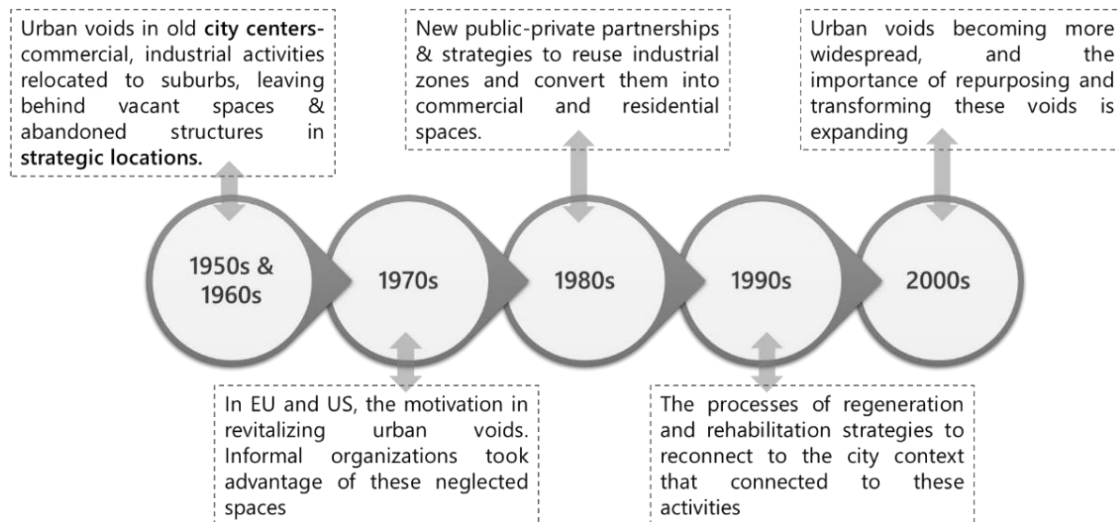 Urban voids in old city centers-
commercial, industrial activities
relocated to suburbs, leaving
behind vacant spaces &
abandoned structures in
strategic locations.
New public-private partnerships
& strategies to reuse industrial
zones and convert them into
commercial and residential
spaces.
Urban voids becoming more
widespread, and the
importance of repurposing and
transforming these voids is
expanding
1950s &
1960s
1970s
1980s
1990s
2000s
In EU and US, the motivation in
revitalizing urban voids.
Informal organizations took
advantage of these neglected
spaces
The processes of regeneration
and rehabilitation strategies to
reconnect to the city context
that connected to these
activities